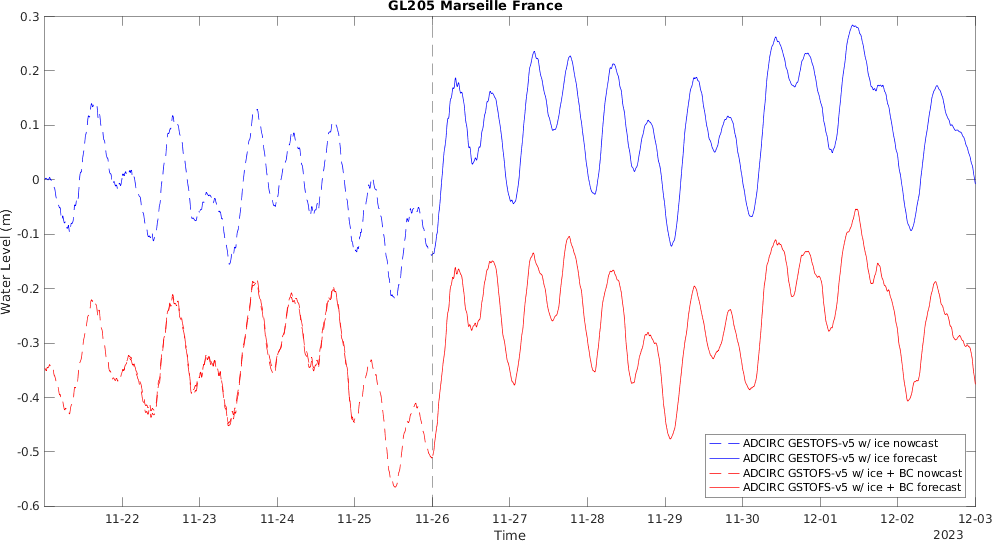 GL205 Marseille France
0.3
0.2
0.1
0
-0.1
-0.2
-0.3
-0.4
-0.5
-0.6
Water Level (m)
ADCIRC GESTOFS-v5 w/ ice nowcast
ADCIRC GESTOFS-v5 w/ ice forecast
ADCIRC GSTOFS-v5 w/ ice + BC nowcast
ADCIRC GSTOFS-v5 w/ ice + BC forecast
11-22 11-23 11-24 11-25 11-26 11-27 11-28 11-29 11-30 12-01 12-02 12-03
Time
2023